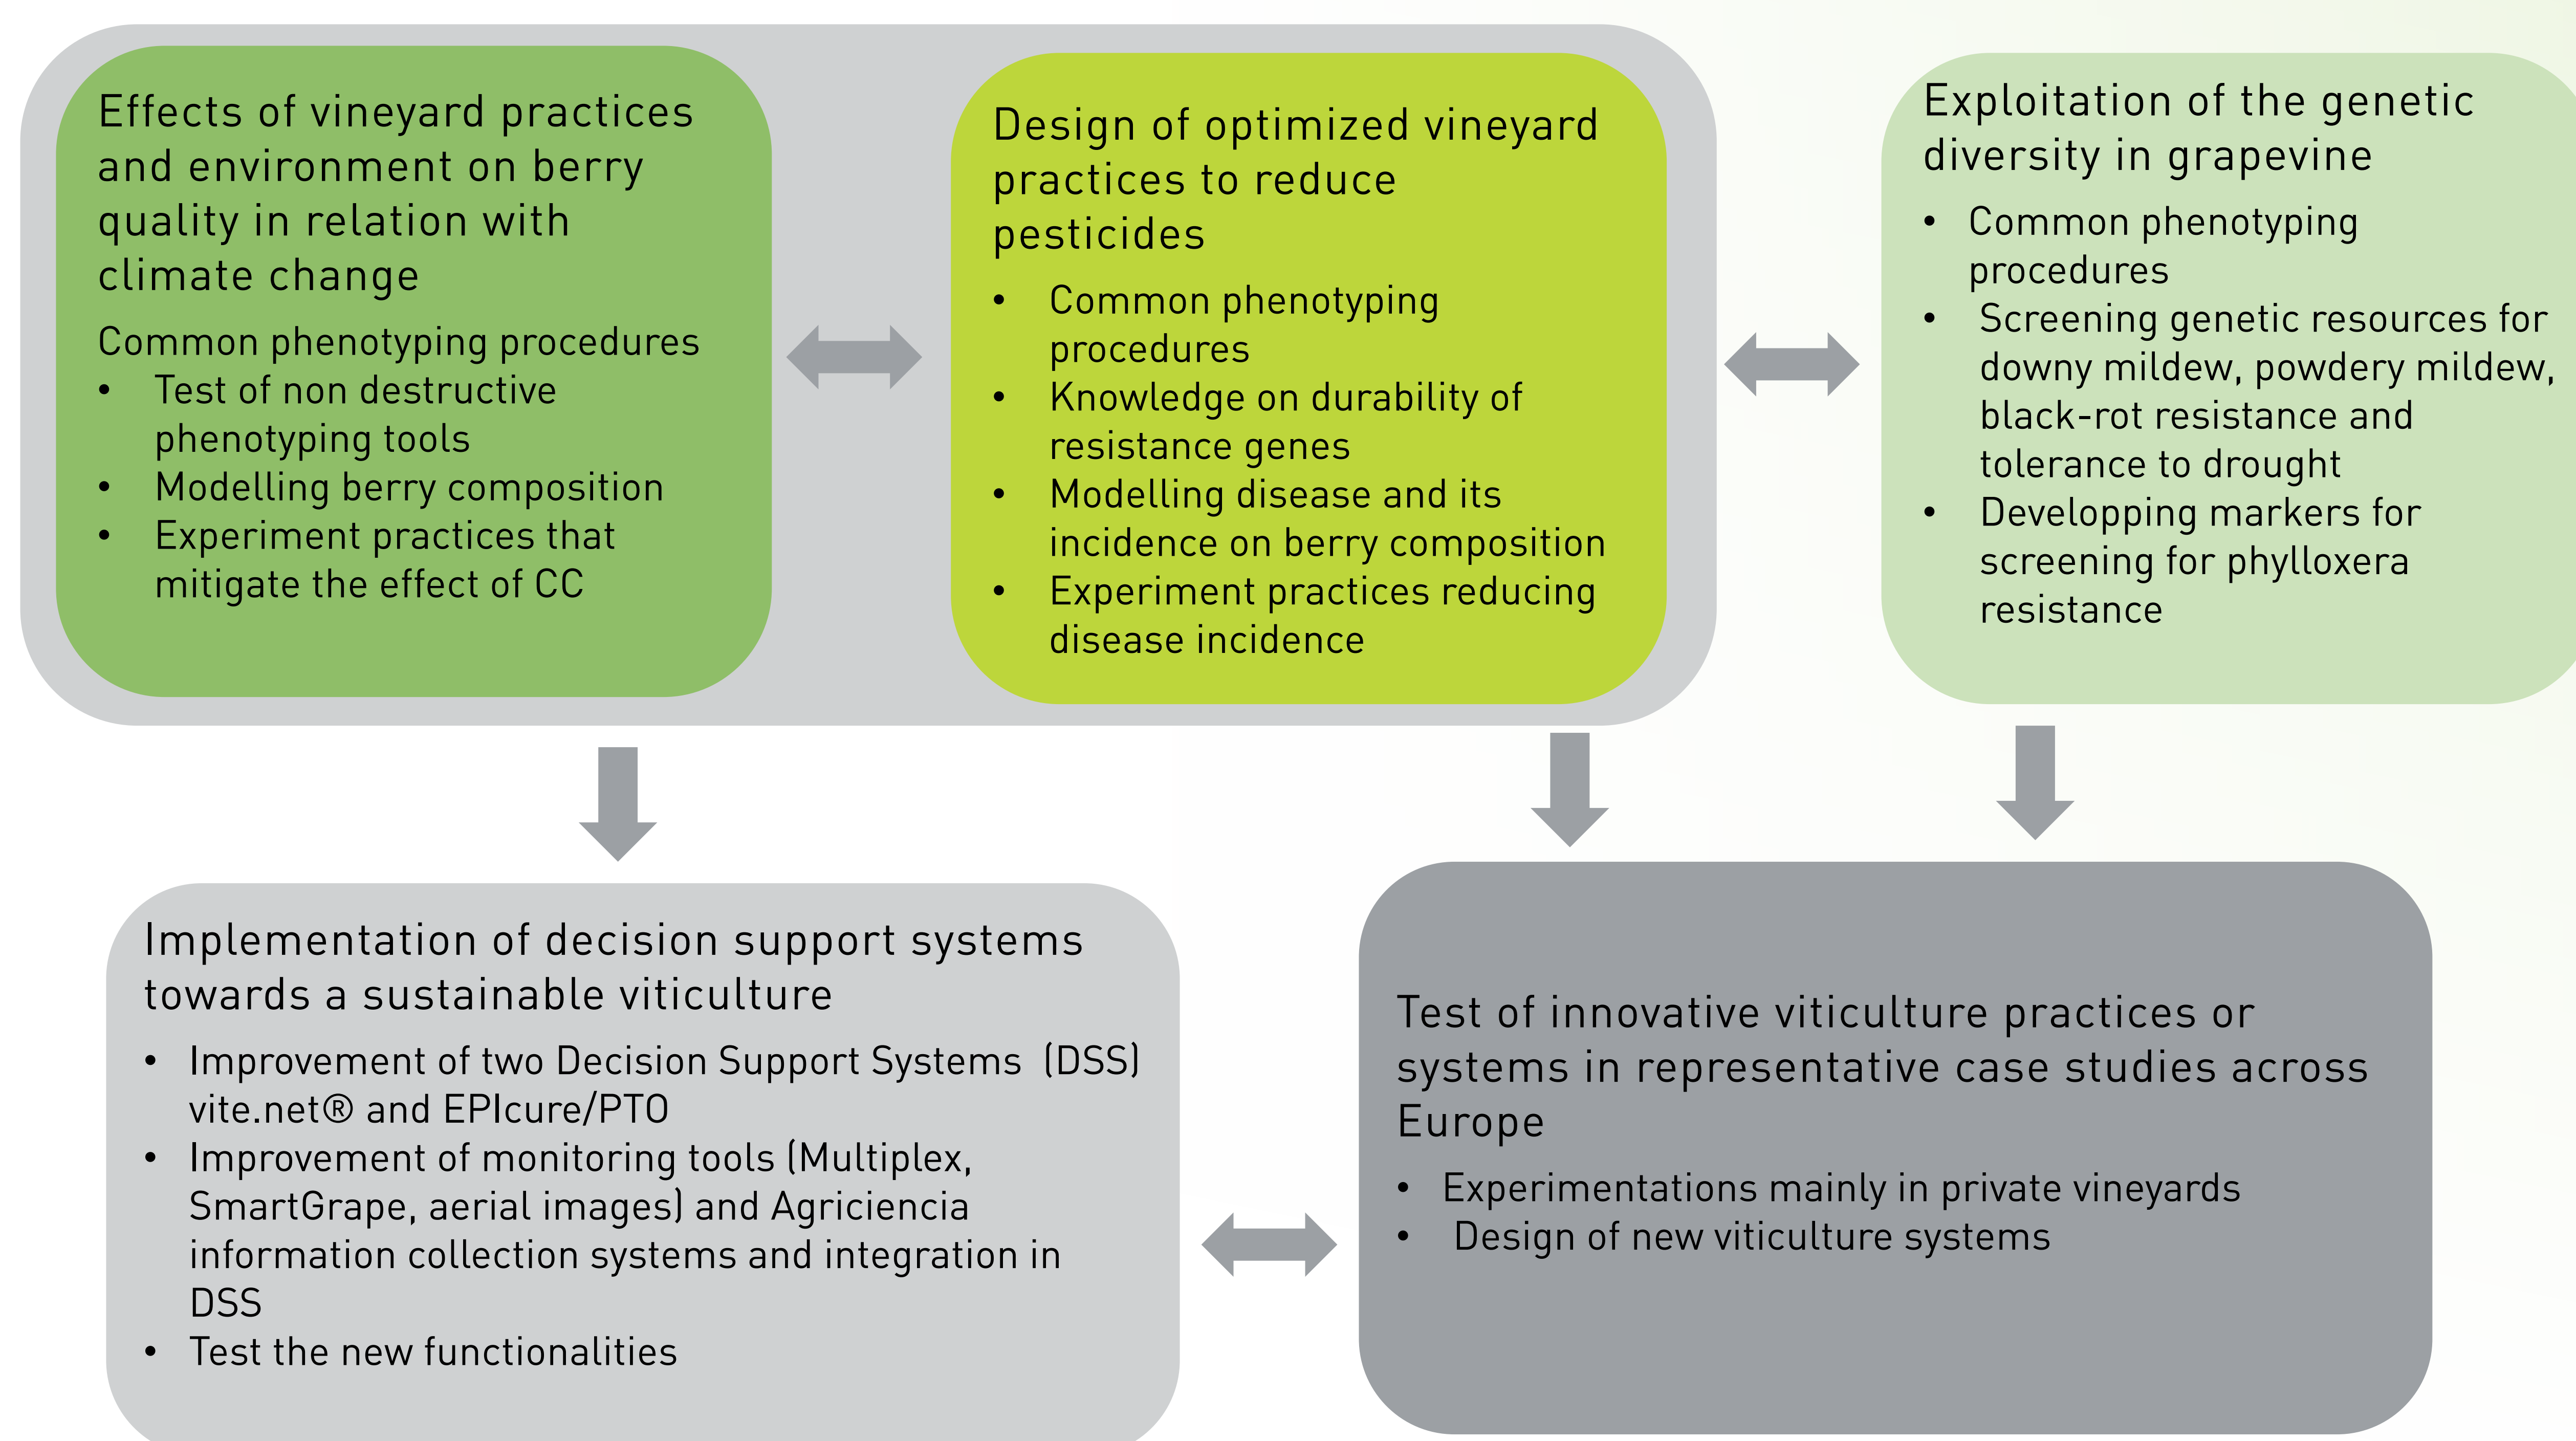 Effects of vineyard practices
and environment on berry
quality in relation with
climate change
Common phenotyping procedures
• Test of non destructive
phenotyping tools
• Modelling berry composition
• Experiment practices that
mitigate the effect of CC
Design of optimized vineyard
practices to reduce
pesticides
• Common phenotyping
procedures
• Knowledge on durability of
resistance genes
• Modelling disease and its
incidence on berry composition
• Experiment practices reducing
disease incidence
Exploitation of the genetic
diversity in grapevine
• Common phenotyping
procedures
• Screening genetic resources for
downy mildew, powdery mildew,
black-rot resistance and
tolerance to drought
• Developping markers for
screening for phylloxera
resistance
Implementation of decision support systems
towards a sustainable viticulture
• Improvement of two Decision Support Systems (DSS)
vite.net® and EPIcure/PTO
• Improvement of monitoring tools (Multiplex,
SmartGrape, aerial images) and Agriciencia
information collection systems and integration in
DSS
• Test the new functionalities
Test of innovative viticulture practices or
systems in representative case studies across
Europe
• Experimentations mainly in private vineyards
• Design of new viticulture systems